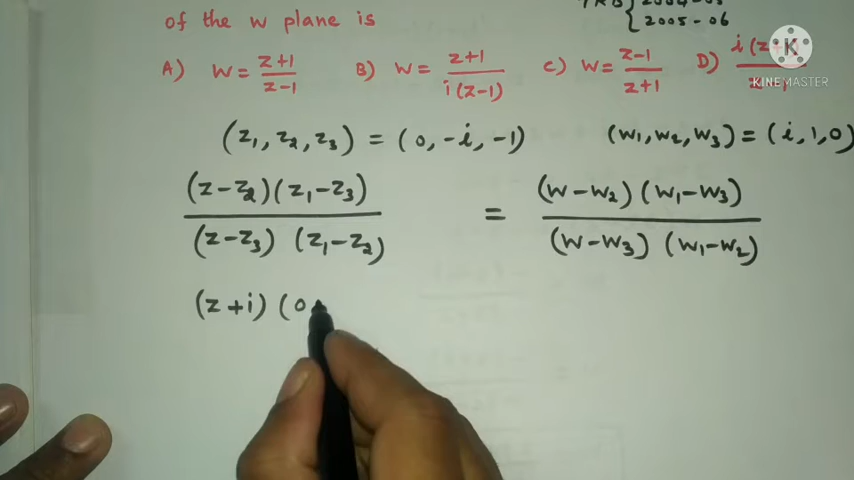 of the w plane is
2005-06
A) W = z+1/z-1 B) W = z+1/i(z-1) C) W = z-1/z+1 D)
(z1, z2, z3) = (0, -i, -1) (w1, w2, w3) = (i, 1, 0)
(z-z2)(z1-z3)/(z-z3) (z1-z2) = (w-w2)(w1-w3)/(w-w3) (w1-w2)
(z+i) (0
K
KINEMASTER